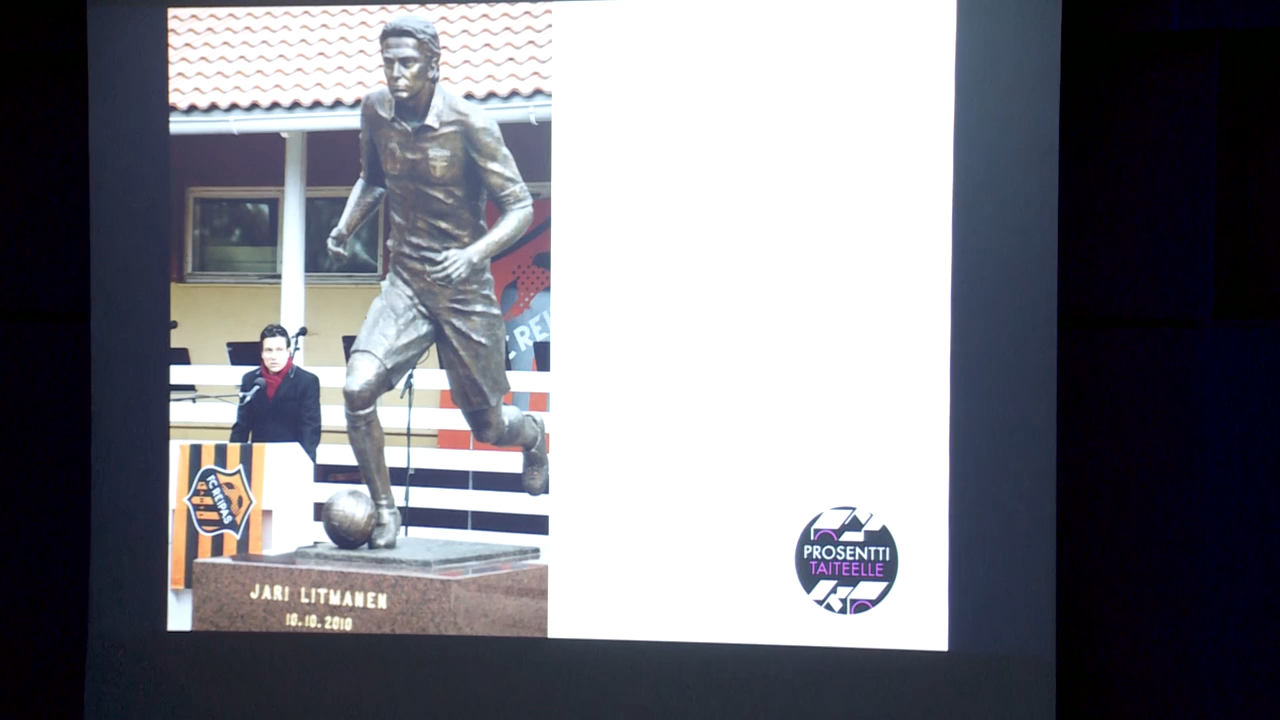 FC REIPAS
JARI LITMANEN
10.10.2010
PROSENTTI
TAITEELLE